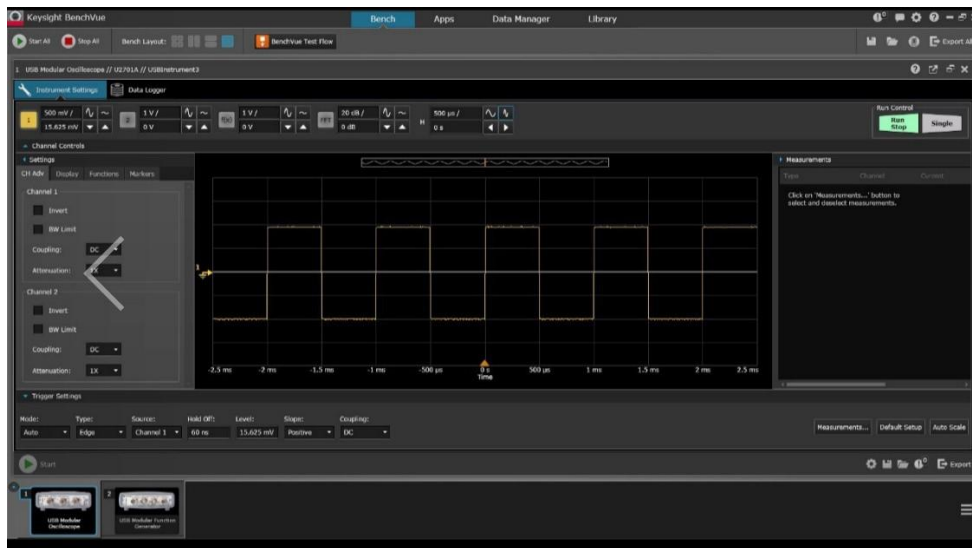 Keysight BenchVue
Bench Apps Data Manager Library
Start All Stop All Bench Layout: BenchVue Test Flow Export All
1 USB Modular Oscilloscope // U2701A // USBInstrument3
Instrument Settings Data Logger
Run Control
1 500 mV / 2 1 V / f(x) 1 V / FFT 20 dB / H 500 µs /
15.625 mV 0 V 0 V 0 dB 0 s
Run Stop Single
Channel Controls
Settings
CH Adv Display Functions Markers
Channel 1
Invert
BW Limit
Coupling: DC
Attenuation: 1X
Channel 2
Invert
BW Limit
Coupling: DC
Attenuation: 1X
1
-2.5 ms -2 ms -1.5 ms -1 ms -500 µs 0 s 500 µs 1 ms 1.5 ms 2 ms 2.5 ms
Time
Measurements
Type Channel Current
Click on 'Measurements...' button to
select and deselect measurements.
Trigger Settings
Mode: Type: Source: Hold Off: Level: Slope: Coupling:
Auto Edge Channel 1 60 ns 15.625 mV Positive DC
Measurements... Default Setup Auto Scale
Start Export
1 USB Modular
Oscilloscope
2 USB Modular Function
Generator